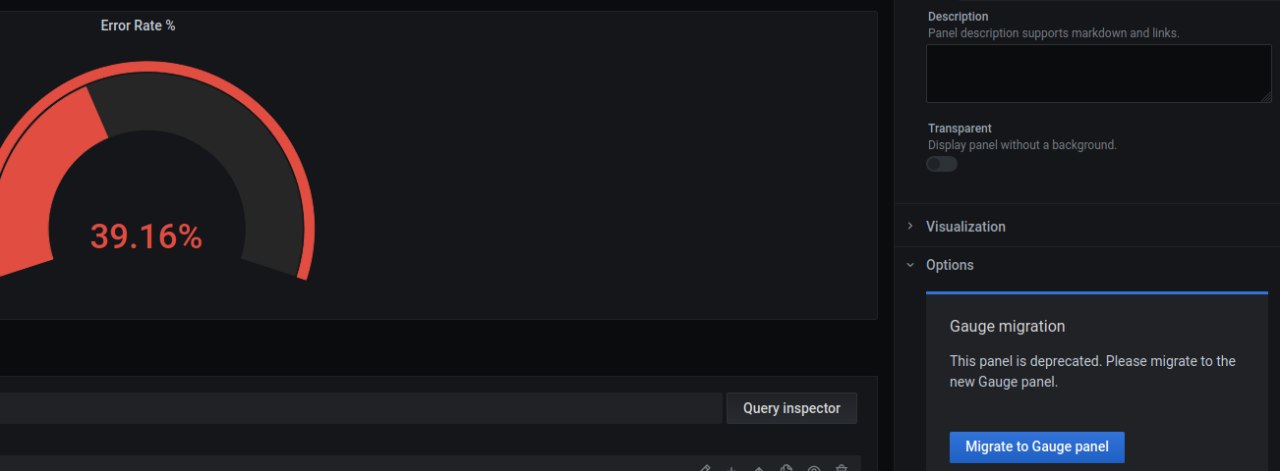 Error Rate %
39.16%
Query inspector
Description
Panel description supports markdown and links.
Transparent
Display panel without a background.
Visualization
Options
Gauge migration
This panel is deprecated. Please migrate to the
new Gauge panel.
Migrate to Gauge panel